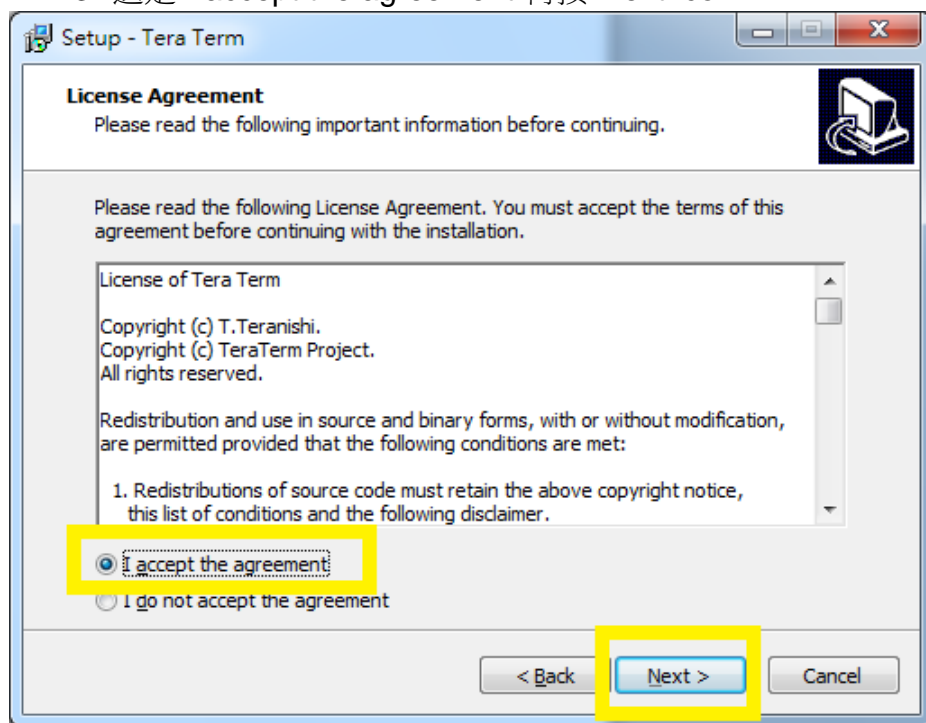 Setup - Tera Term
License Agreement
Please read the following important information before continuing.
Please read the following License Agreement. You must accept the terms of this
agreement before continuing with the installation.
License of Tera Term
Copyright (c) T.Teranishi.
Copyright (c) TeraTerm Project.
All rights reserved.
Redistribution and use in source and binary forms, with or without modification,
are permitted provided that the following conditions are met:
1. Redistributions of source code must retain the above copyright notice,
this list of conditions and the following disclaimer.
I accept the agreement
I do not accept the agreement
< Back
Next >
Cancel